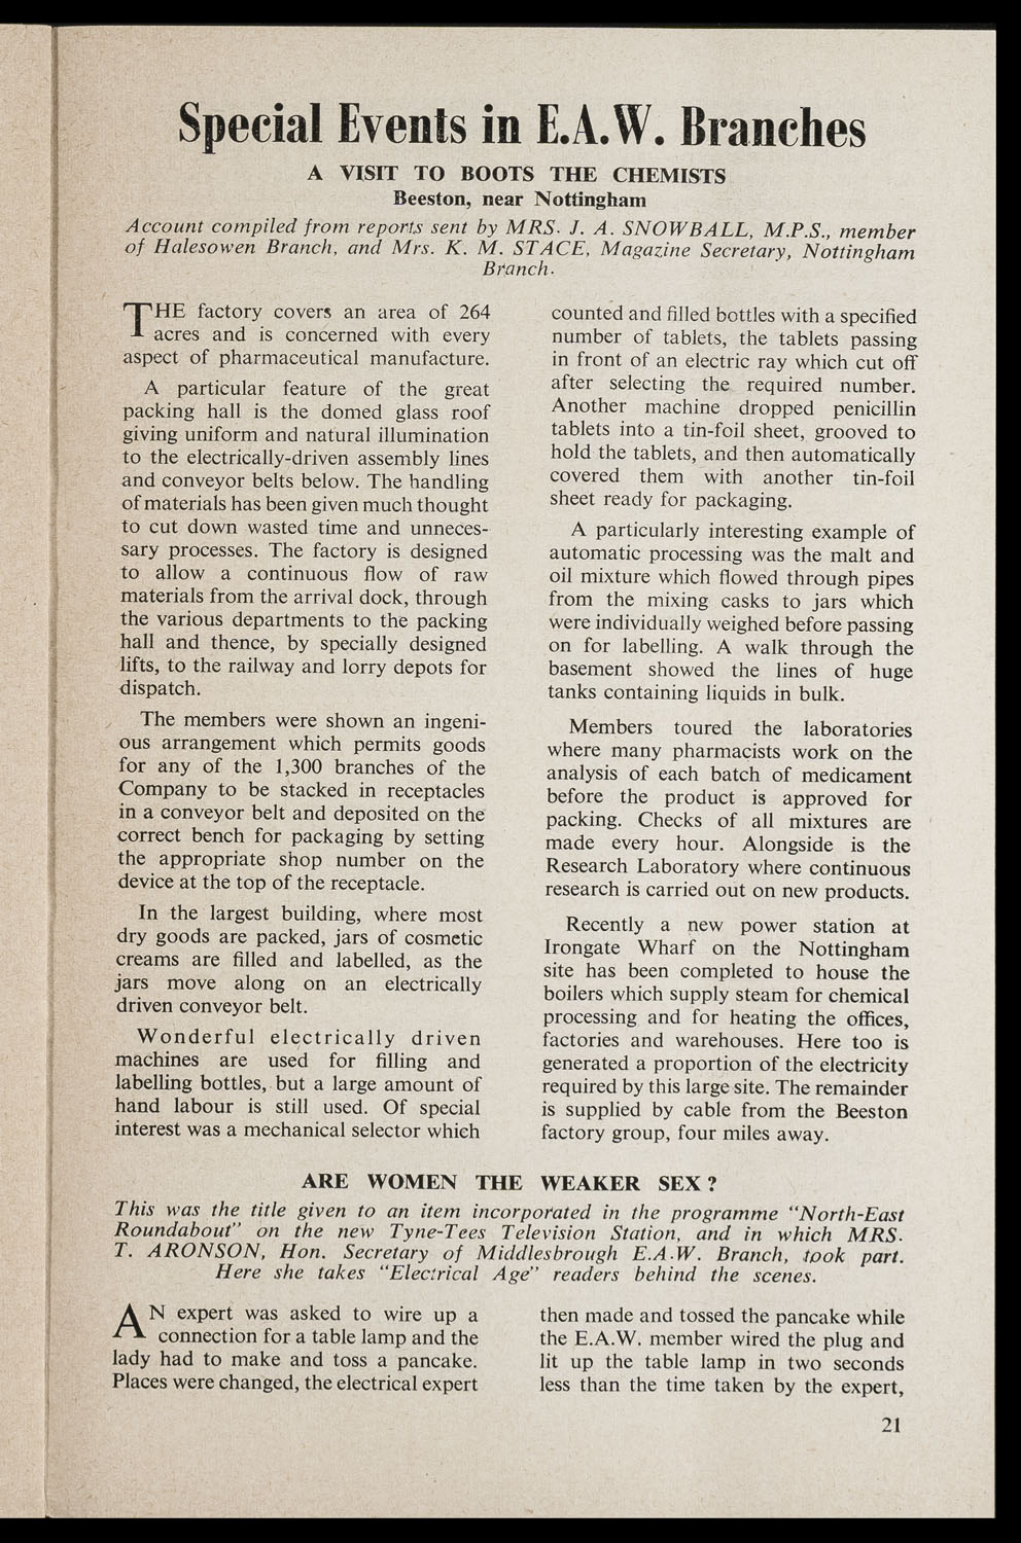 Special Events in E.A.W. Branches
A VISIT TO BOOTS THE CHEMISTS
Beeston, near Nottingham
Account compiled from reports sent by MRS. J. A. SNOWBALL, M.P.S., member
of Halesowen Branch, and Mrs. K. M. STACE, Magazine Secretary, Nottingham
Branch.
THE factory covers an area of 264
acres and is concerned with every
aspect of pharmaceutical manufacture.
A particular feature of the great
packing hall is the domed glass roof
giving uniform and natural illumination
to the electrically-driven assembly lines
and conveyor belts below. The handling
of materials has been given much thought
to cut down wasted time and unneces-
sary processes. The factory is designed
to allow a continuous flow of raw
materials from the arrival dock, through
the various departments to the packing
hall and thence, by specially designed
lifts, to the railway and lorry depots for
dispatch.
The members were shown an ingeni-
ous arrangement which permits goods
for any of the 1,300 branches of the
Company to be stacked in receptacles
in a conveyor belt and deposited on the
correct bench for packaging by setting
the appropriate shop number on the
device at the top of the receptacle.
In the largest building, where most
dry goods are packed, jars of cosmetic
creams are filled and labelled, as the
jars move along on an electrically
driven conveyor belt.
Wonderful electrically driven
machines are used for filling and
labelling bottles, but a large amount of
hand labour is still used. Of special
interest was a mechanical selector which
counted and filled bottles with a specified
number of tablets, the tablets passing
in front of an electric ray which cut off
after selecting the required number.
Another machine dropped penicillin
tablets into a tin-foil sheet, grooved to
hold the tablets, and then automatically
covered them with another tin-foil
sheet ready for packaging.
A particularly interesting example of
automatic processing was the malt and
oil mixture which flowed through pipes
from the mixing casks to jars which
were individually weighed before passing
on for labelling. A walk through the
basement showed the lines of huge
tanks containing liquids in bulk.
Members toured the laboratories
where many pharmacists work on the
analysis of each batch of medicament
before the product is approved for
packing. Checks of all mixtures are
made every hour. Alongside is the
Research Laboratory where continuous
research is carried out on new products.
Recently a new power station at
Irongate Wharf on the Nottingham
site has been completed to house the
boilers which supply steam for chemical
processing and for heating the offices,
factories and warehouses. Here too is
generated a proportion of the electricity
required by this large site. The remainder
is supplied by cable from the Beeston
factory group, four miles away.
ARE WOMEN THE WEAKER SEX?
This was the title given to an item incorporated in the programme "North-East
Roundabout" on the new Tyne-Tees Television Station, and in which MRS.
T. ARONSON, Hon. Secretary of Middlesbrough E.A.W. Branch, took part.
Here she takes "Electrical Age" readers behind the scenes.
AN expert was asked to wire up a
connection for a table lamp and the
lady had to make and toss a pancake.
Places were changed, the electrical expert
then made and tossed the pancake while
the E.A.W. member wired the plug and
lit up the table lamp in two seconds
less than the time taken by the expert,
21